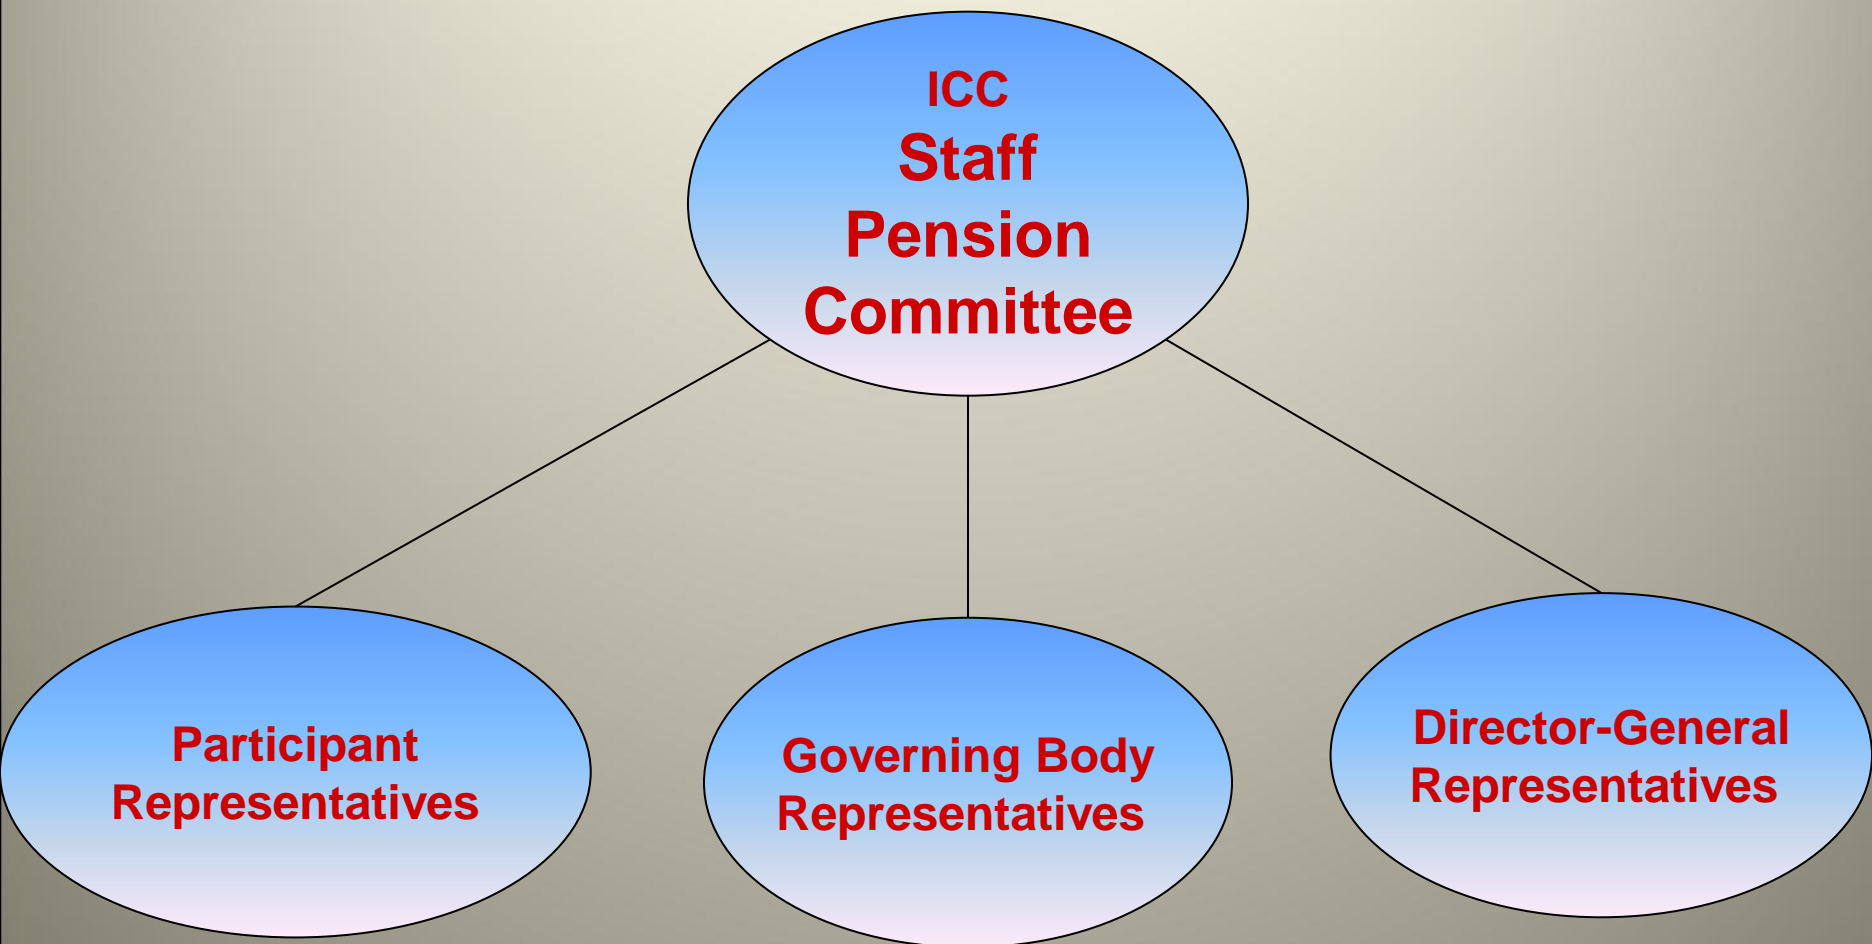 ICC
Staff
Pension
Committee
Participant
Representatives
Governing Body
Representatives
Director-General
Representatives